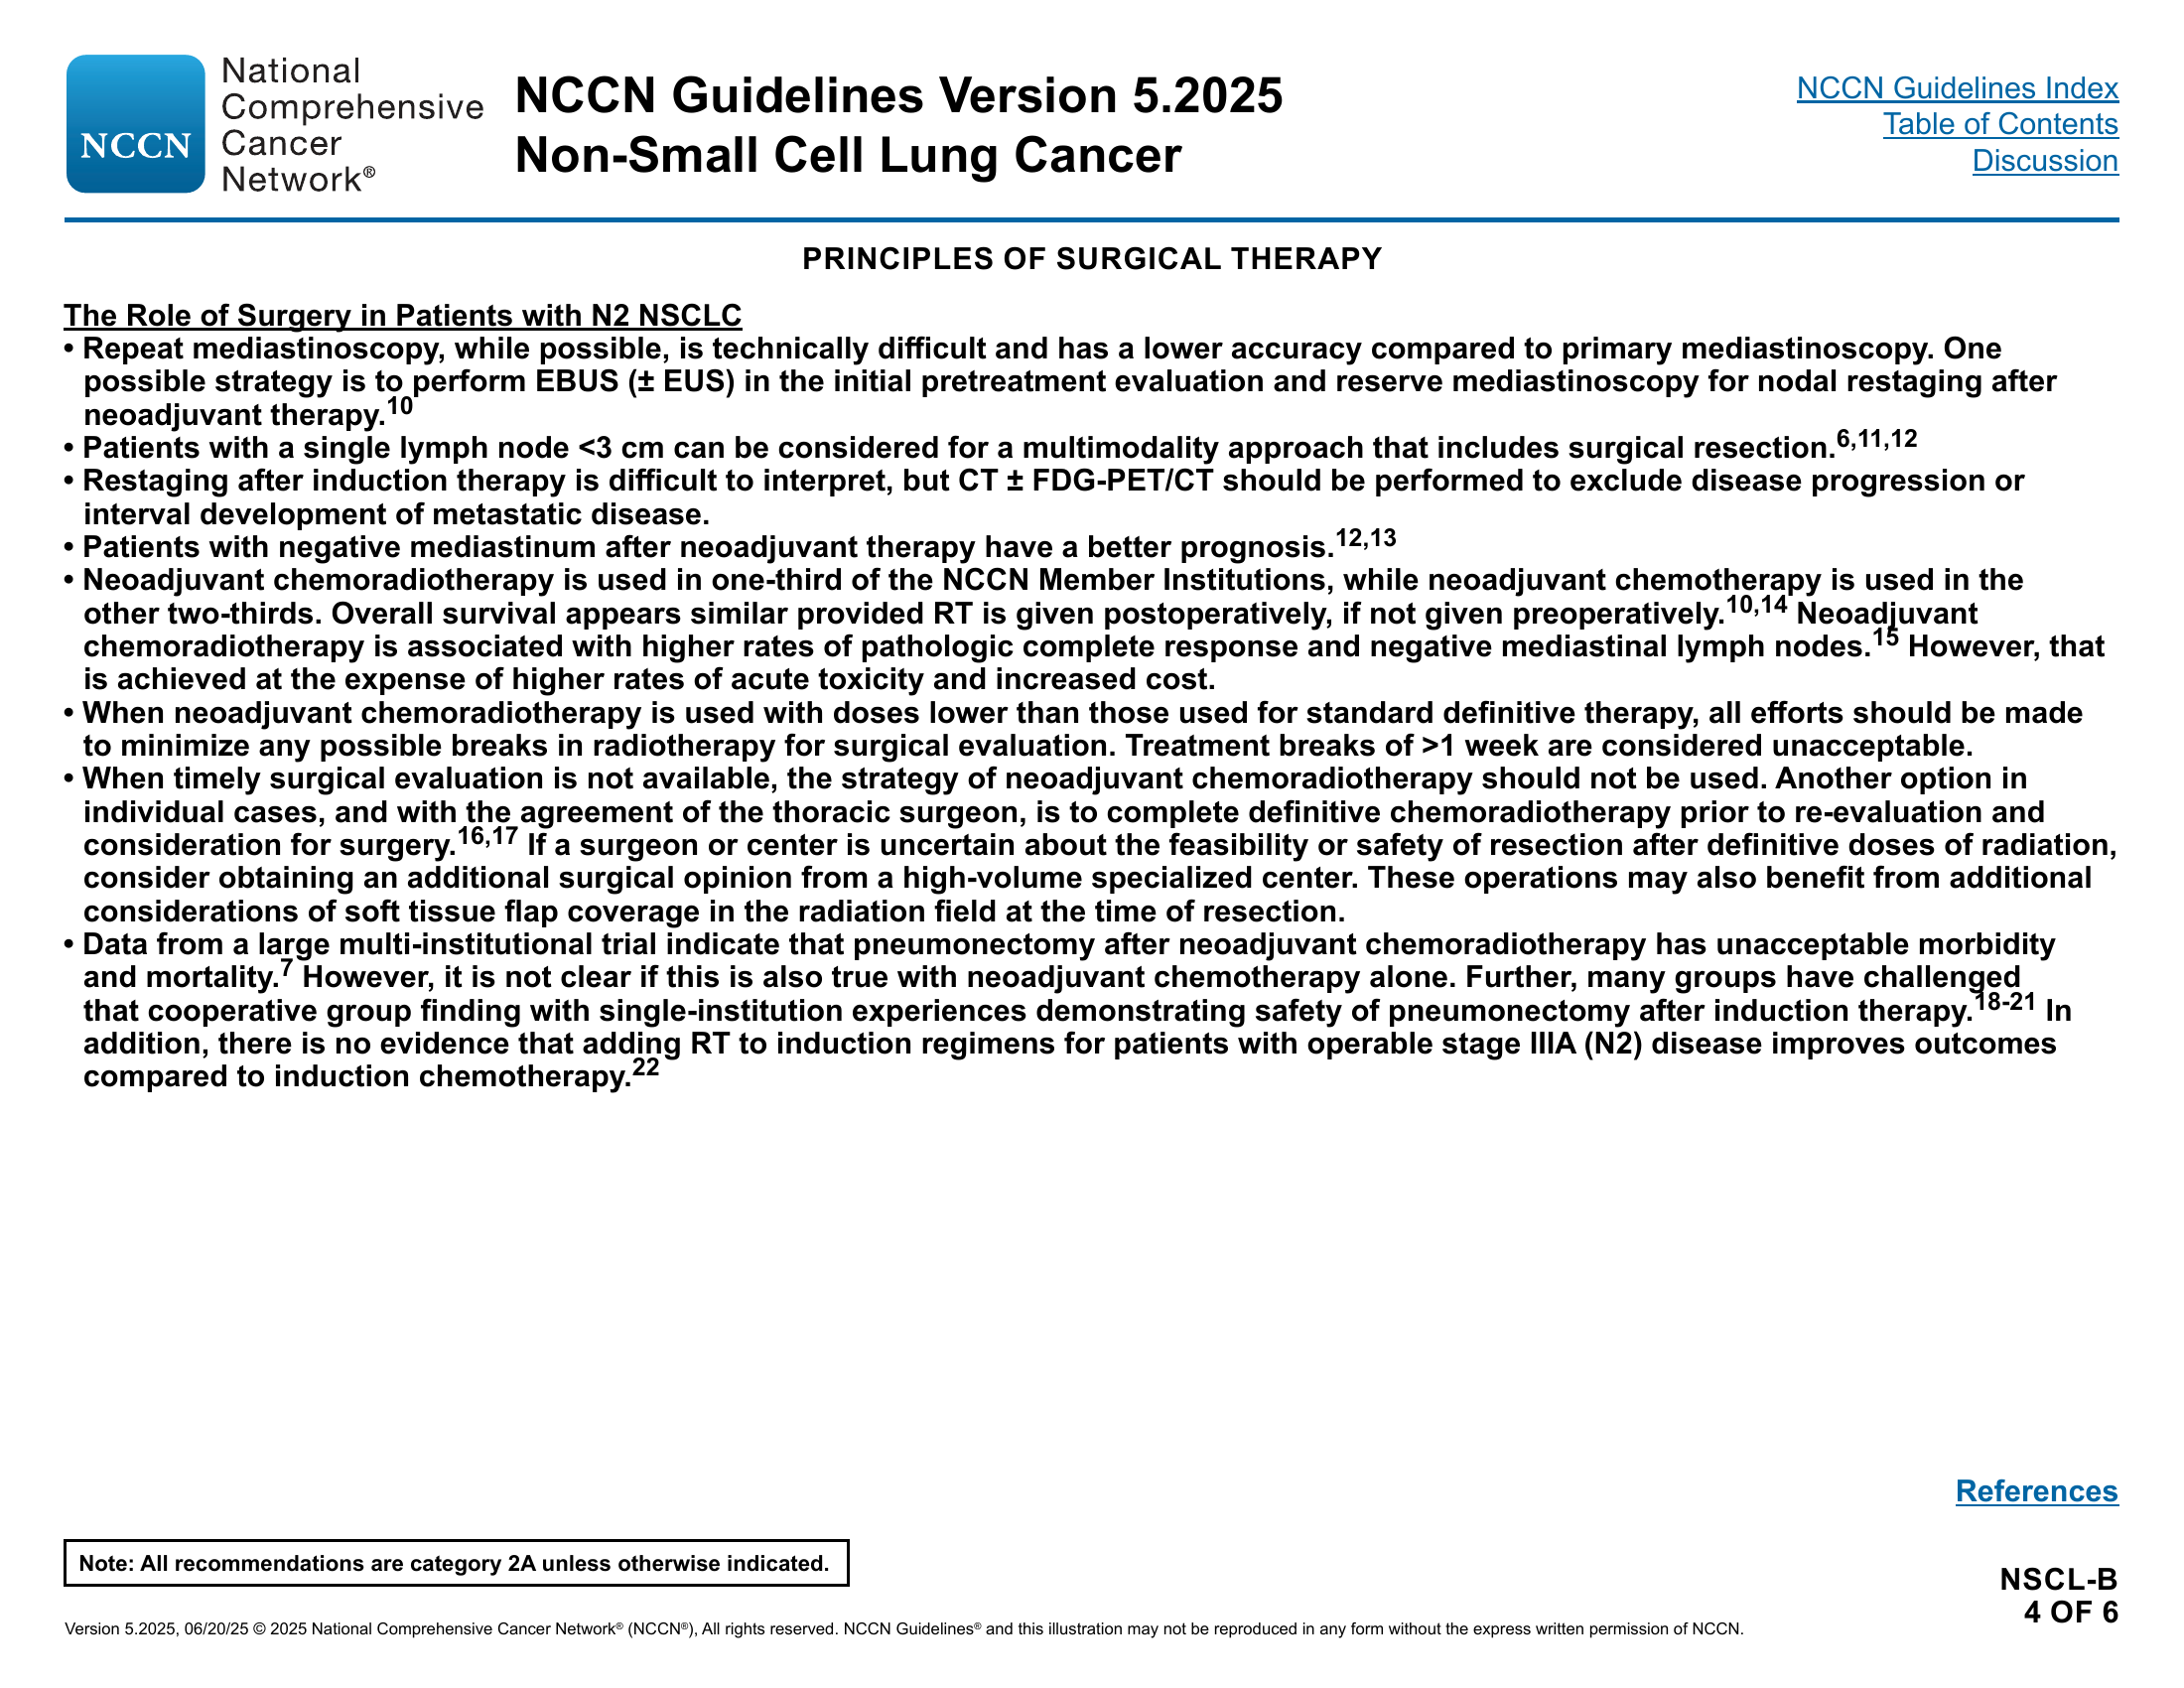 National
Comprehensive
NCCN Cancer
Network®
NCCN Guidelines Version 5.2025
Non-Small Cell Lung Cancer
NCCN Guidelines Index
Table of Contents
Discussion
PRINCIPLES OF SURGICAL THERAPY
The Role of Surgery in Patients with N2 NSCLC
• Repeat mediastinoscopy, while possible, is technically difficult and has a lower accuracy compared to primary mediastinoscopy. One
possible strategy is to perform EBUS (± EUS) in the initial pretreatment evaluation and reserve mediastinoscopy for nodal restaging after
neoadjuvant therapy.10
• Patients with a single lymph node <3 cm can be considered for a multimodality approach that includes surgical resection.6,11,12
• Restaging after induction therapy is difficult to interpret, but CT ± FDG-PET/CT should be performed to exclude disease progression or
interval development of metastatic disease.
• Patients with negative mediastinum after neoadjuvant therapy have a better prognosis.12,13
• Neoadjuvant chemoradiotherapy is used in one-third of the NCCN Member Institutions, while neoadjuvant chemotherapy is used in the
other two-thirds. Overall survival appears similar provided RT is given postoperatively, if not given preoperatively.10,14 Neoadjuvant
chemoradiotherapy is associated with higher rates of pathologic complete response and negative mediastinal lymph nodes.15 However, that
is achieved at the expense of higher rates of acute toxicity and increased cost.
• When neoadjuvant chemoradiotherapy is used with doses lower than those used for standard definitive therapy, all efforts should be made
to minimize any possible breaks in radiotherapy for surgical evaluation. Treatment breaks of >1 week are considered unacceptable.
• When timely surgical evaluation is not available, the strategy of neoadjuvant chemoradiotherapy should not be used. Another option in
individual cases, and with the agreement of the thoracic surgeon, is to complete definitive chemoradiotherapy prior to re-evaluation and
consideration for surgery.16,17 If a surgeon or center is uncertain about the feasibility or safety of resection after definitive doses of radiation,
consider obtaining an additional surgical opinion from a high-volume specialized center. These operations may also benefit from additional
considerations of soft tissue flap coverage in the radiation field at the time of resection.
• Data from a large multi-institutional trial indicate that pneumonectomy after neoadjuvant chemoradiotherapy has unacceptable morbidity
and mortality.7 However, it is not clear if this is also true with neoadjuvant chemotherapy alone. Further, many groups have challenged
that cooperative group finding with single-institution experiences demonstrating safety of pneumonectomy after induction therapy.18-21 In
addition, there is no evidence that adding RT to induction regimens for patients with operable stage IIIA (N2) disease improves outcomes
compared to induction chemotherapy.22
References
Note: All recommendations are category 2A unless otherwise indicated.
NSCL-B
4 OF 6
Version 5.2025, 06/20/25 © 2025 National Comprehensive Cancer Network® (NCCN®), All rights reserved. NCCN Guidelines® and this illustration may not be reproduced in any form without the express written permission of NCCN.